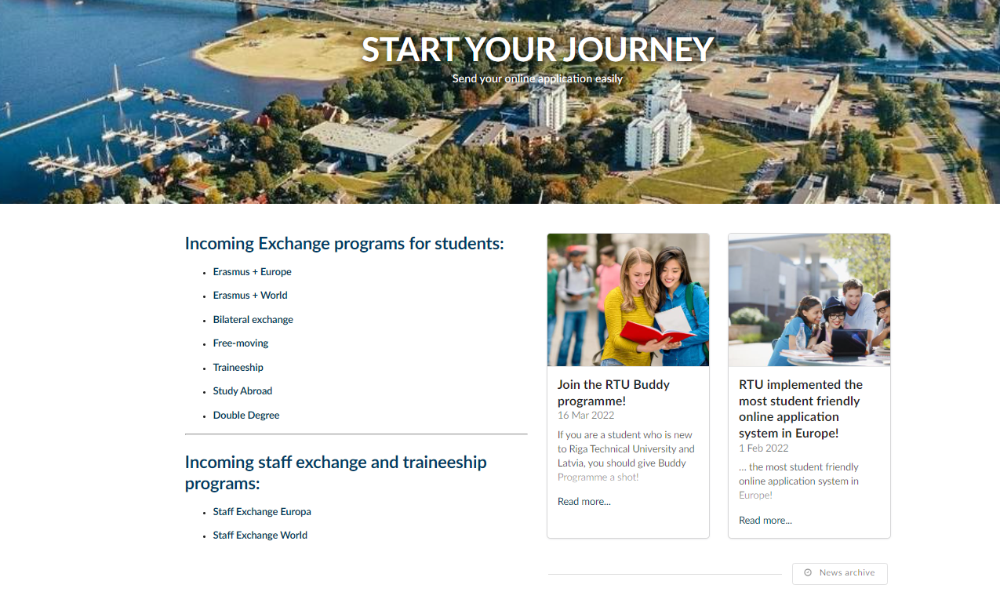 START YOUR JOURNEY
Send your online application easily
Incoming Exchange programs for students:
Erasmus + Europe
Erasmus + World
Bilateral exchange
Free-moving
Traineeship
Study Abroad
Double Degree
Incoming staff exchange and traineeship
programs:
Staff Exchange Europa
Staff Exchange World
Join the RTU Buddy
programme!
16 Mar 2022
If you are a student who is new
to Riga Technical University and
Latvia, you should give Buddy
Programme a shot!
Read more...
RTU implemented the
most student friendly
online application
system in Europe!
1 Feb 2022
... the most student friendly
online application system in
Europe!
Read more...
News archive